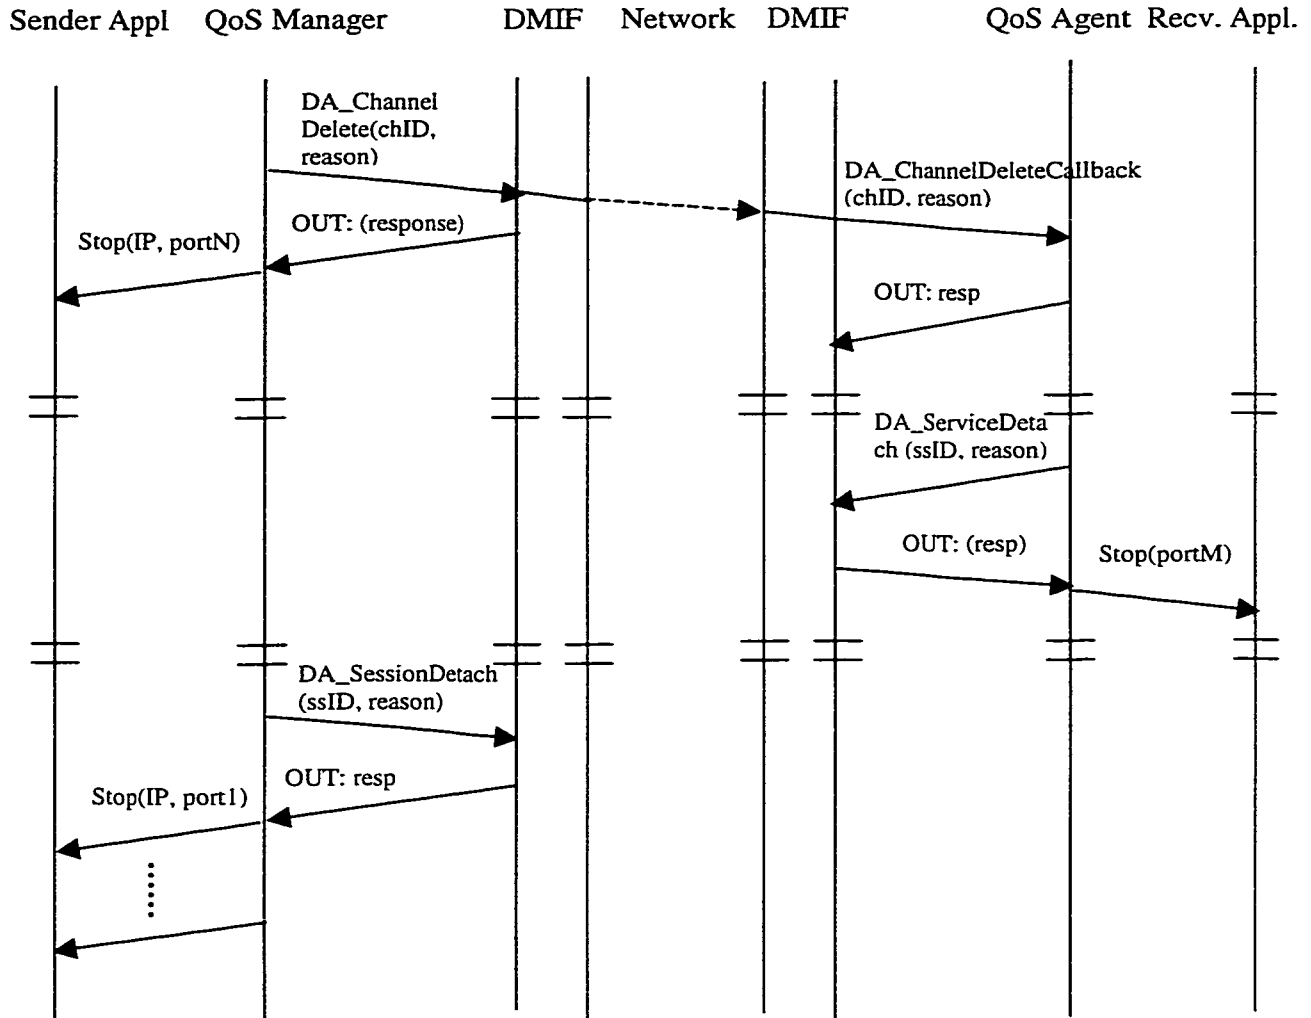 Sender Appl QoS Manager DMIF Network DMIF QoS Agent Recv. Appl.
DA_Channel
Delete(chID,
reason)
DA_ChannelDeleteCallback
(chID, reason)
OUT: (response)
Stop(IP, portN)
OUT: resp
DA_ServiceDeta
ch (ssID, reason)
OUT: (resp)
Stop(portM)
DA_SessionDetach
(ssID, reason)
OUT: resp
Stop(IP, port1)